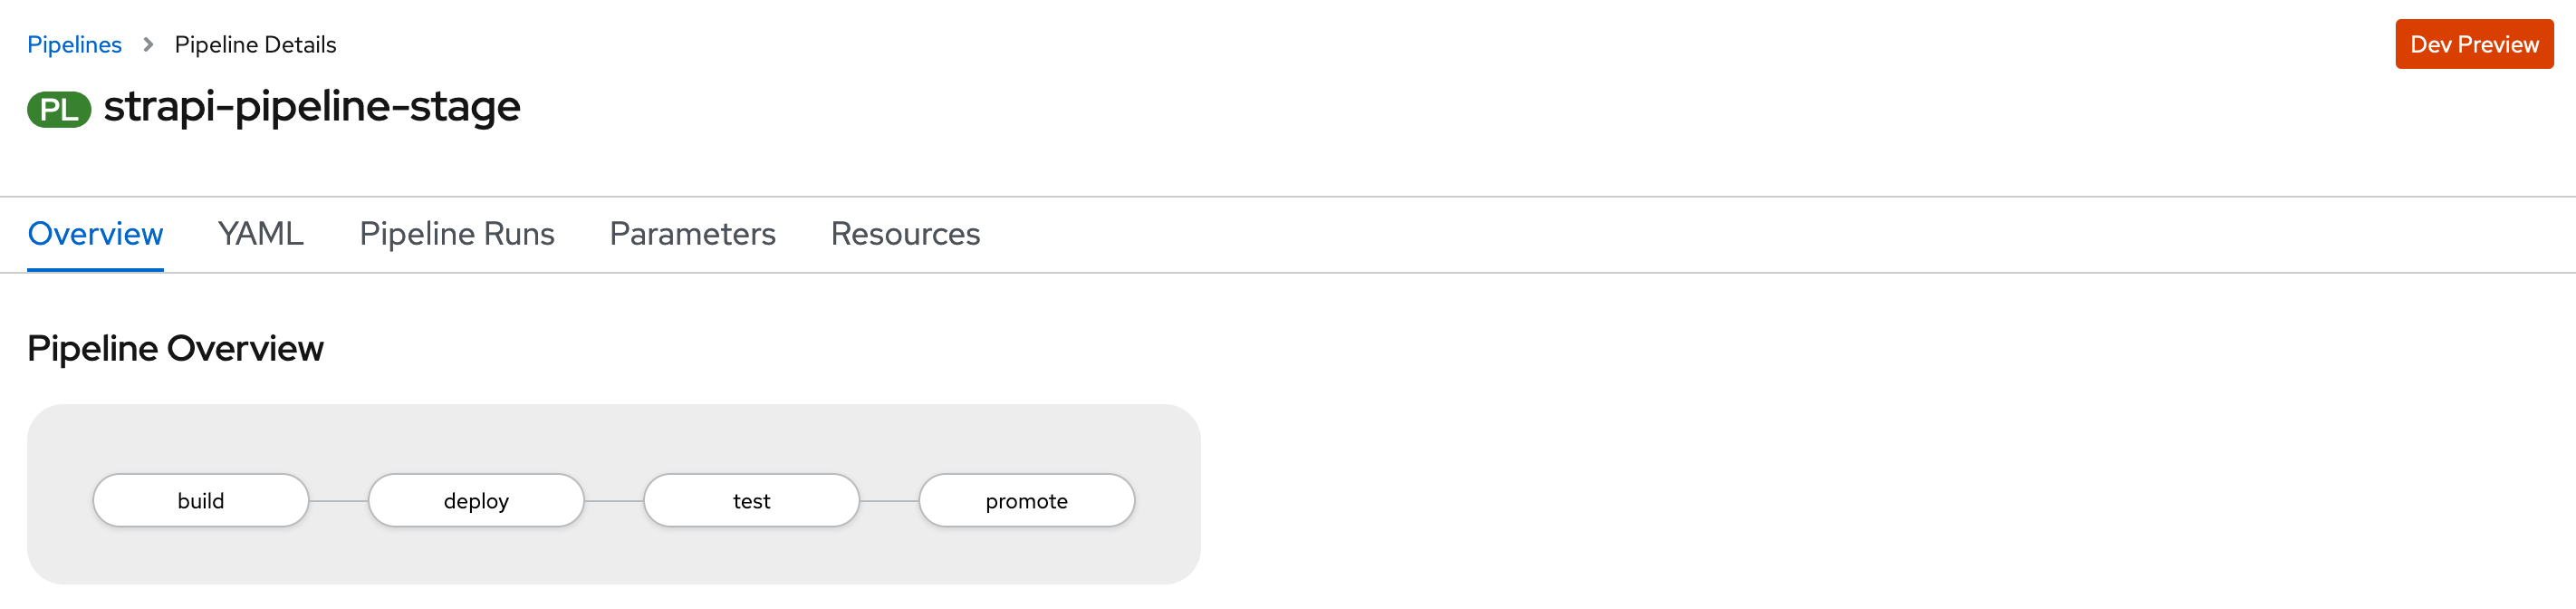 Pipelines > Pipeline Details
Dev Preview
PL strapi-pipeline-stage
Overview YAML Pipeline Runs Parameters Resources
Pipeline Overview
build deploy test promote